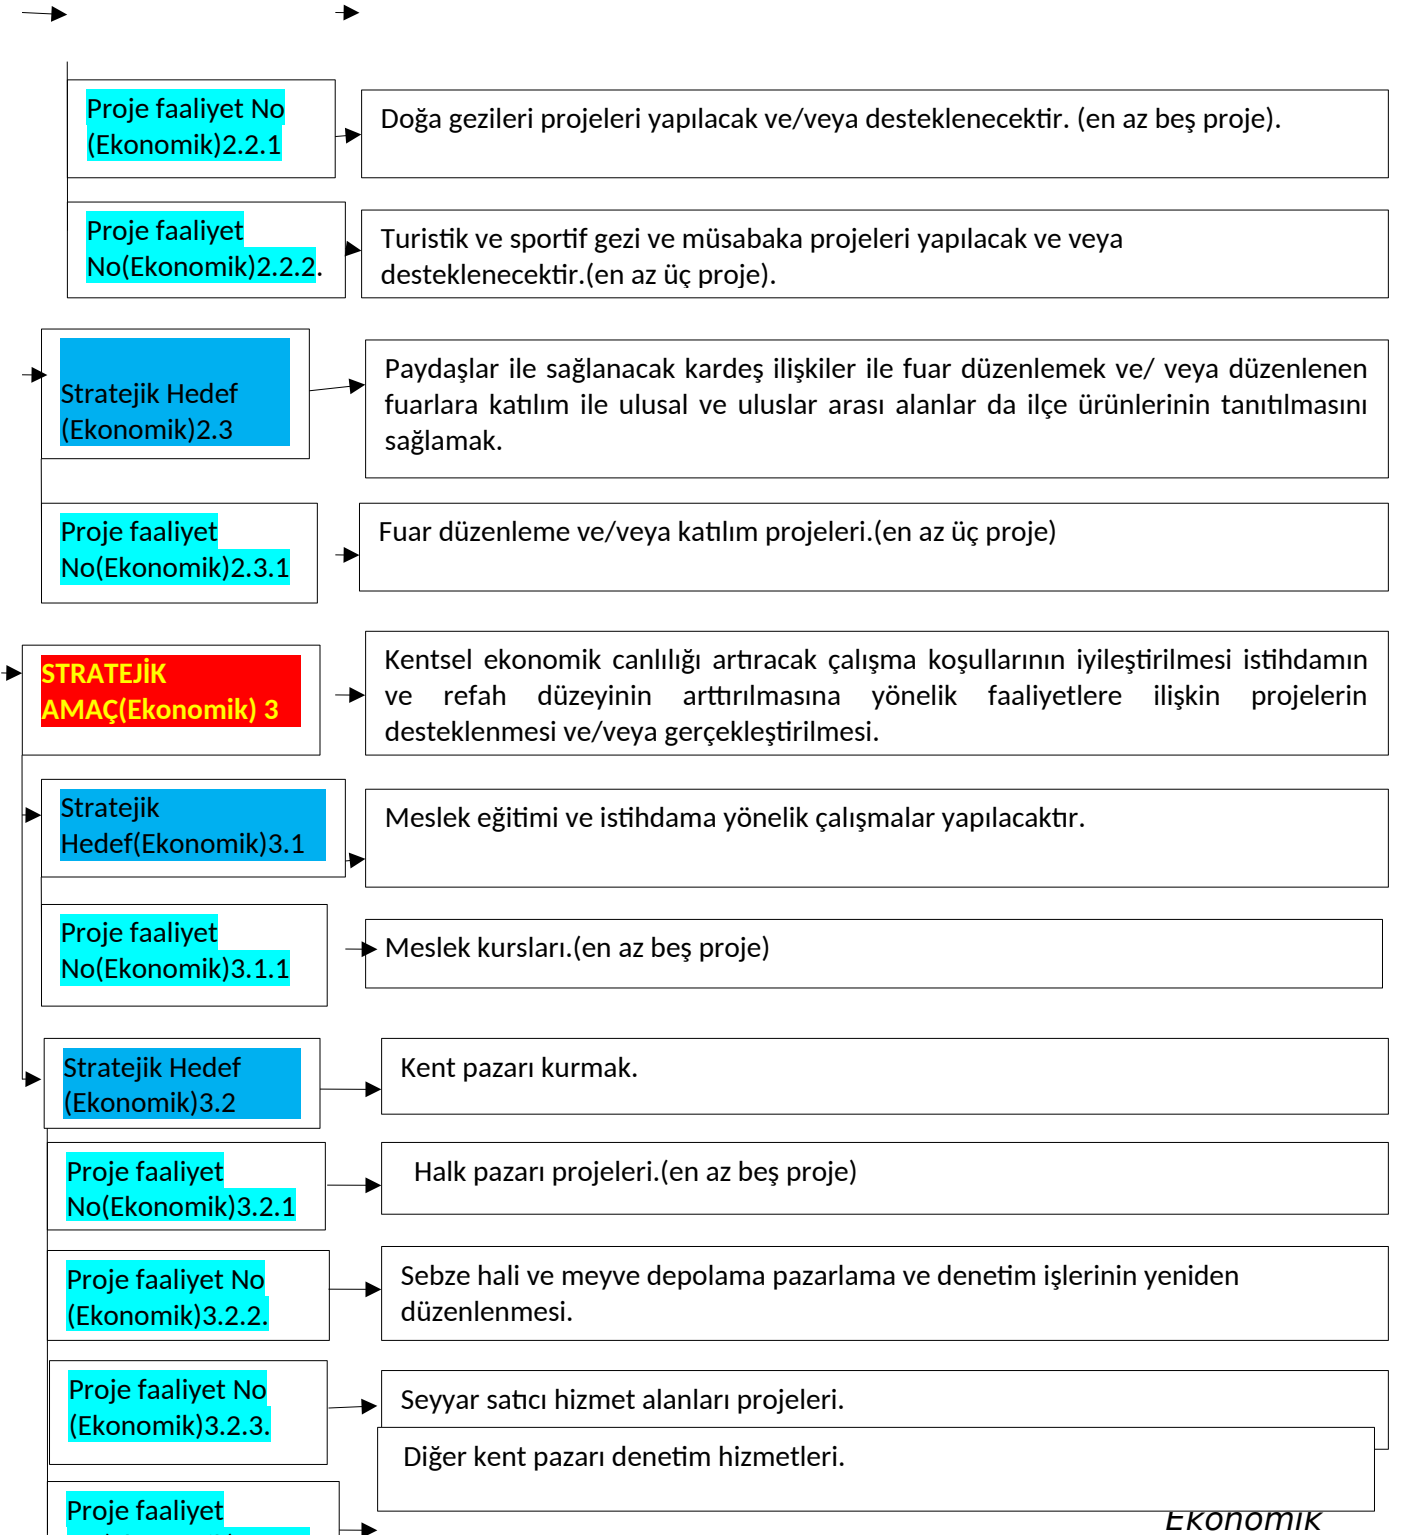 Proje faaliyet No
(Ekonomik)2.2.1
Doğa gezileri projeleri yapılacak ve/veya desteklenecektir. (en az beş proje).
Proje faaliyet
No(Ekonomik)2.2.2.
Turistik ve sportif gezi ve müsabaka projeleri yapılacak ve veya
desteklenecektir.(en az üç proje).
Stratejik Hedef
(Ekonomik)2.3
Paydaşlar ile sağlanacak kardeş ilişkiler ile fuar düzenlemek ve/ veya düzenlenen
fuarlara katılım ile ulusal ve uluslar arası alanlar da ilçe ürünlerinin tanıtılmasını
sağlamak.
Proje faaliyet
No(Ekonomik)2.3.1
Fuar düzenleme ve/veya katılım projeleri.(en az üç proje)
STRATEJİK
AMAÇ(Ekonomik) 3
Kentsel ekonomik canlılığı artıracak çalışma koşullarının iyileştirilmesi istihdamın
ve refah düzeyinin arttırılmasına yönelik faaliyetlere ilişkin projelerin
desteklenmesi ve/veya gerçekleştirilmesi.
Stratejik
Hedef(Ekonomik)3.1
Meslek eğitimi ve istihdama yönelik çalışmalar yapılacaktır.
Proje faaliyet
No(Ekonomik)3.1.1
Meslek kursları.(en az beş proje)
Stratejik Hedef
(Ekonomik)3.2
Kent pazarı kurmak.
Proje faaliyet
No(Ekonomik)3.2.1
Halk pazarı projeleri.(en az beş proje)
Proje faaliyet No
(Ekonomik)3.2.2.
Sebze hali ve meyve depolama pazarlama ve denetim işlerinin yeniden
düzenlenmesi.
Proje faaliyet No
(Ekonomik)3.2.3.
Seyyar satıcı hizmet alanları projeleri.
Diğer kent pazarı denetim hizmetleri.
Proje faaliyet
Ekonomik